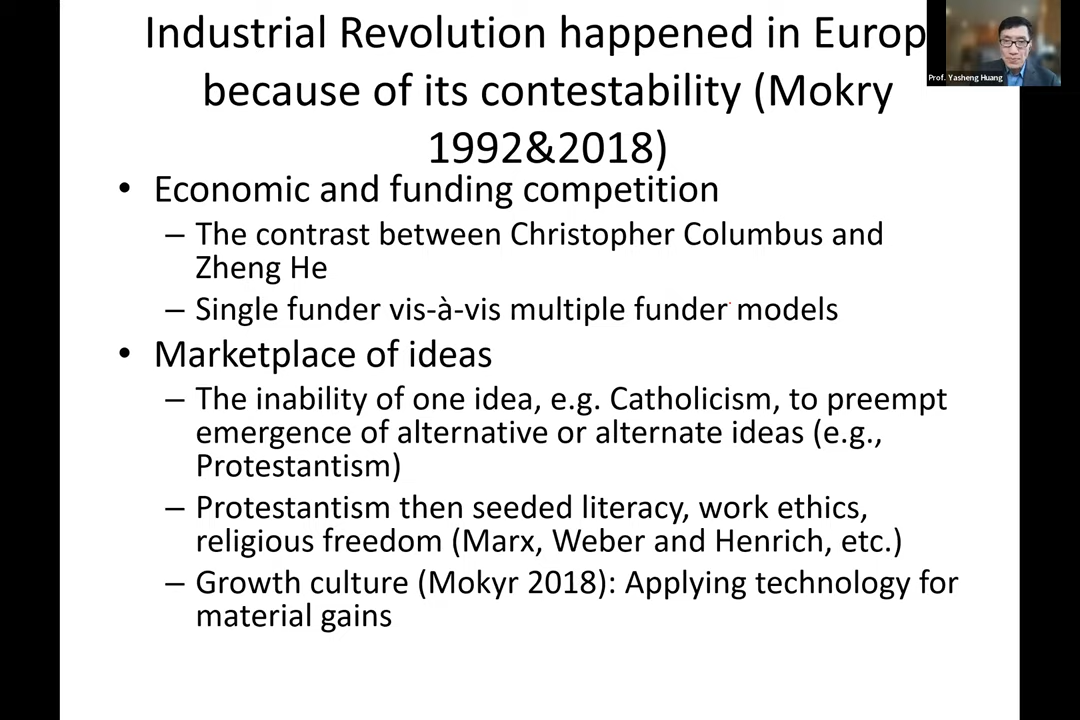 Industrial Revolution happened in Europ
because of its contestability (Mokry
1992&2018)
Prof. Yasheng Huang
• Economic and funding competition
– The contrast between Christopher Columbus and
Zheng He
– Single funder vis-à-vis multiple funder models
• Marketplace of ideas
– The inability of one idea, e.g. Catholicism, to preempt
emergence of alternative or alternate ideas (e.g.,
Protestantism)
– Protestantism then seeded literacy, work ethics,
religious freedom (Marx, Weber and Henrich, etc.)
– Growth culture (Mokyr 2018): Applying technology for
material gains